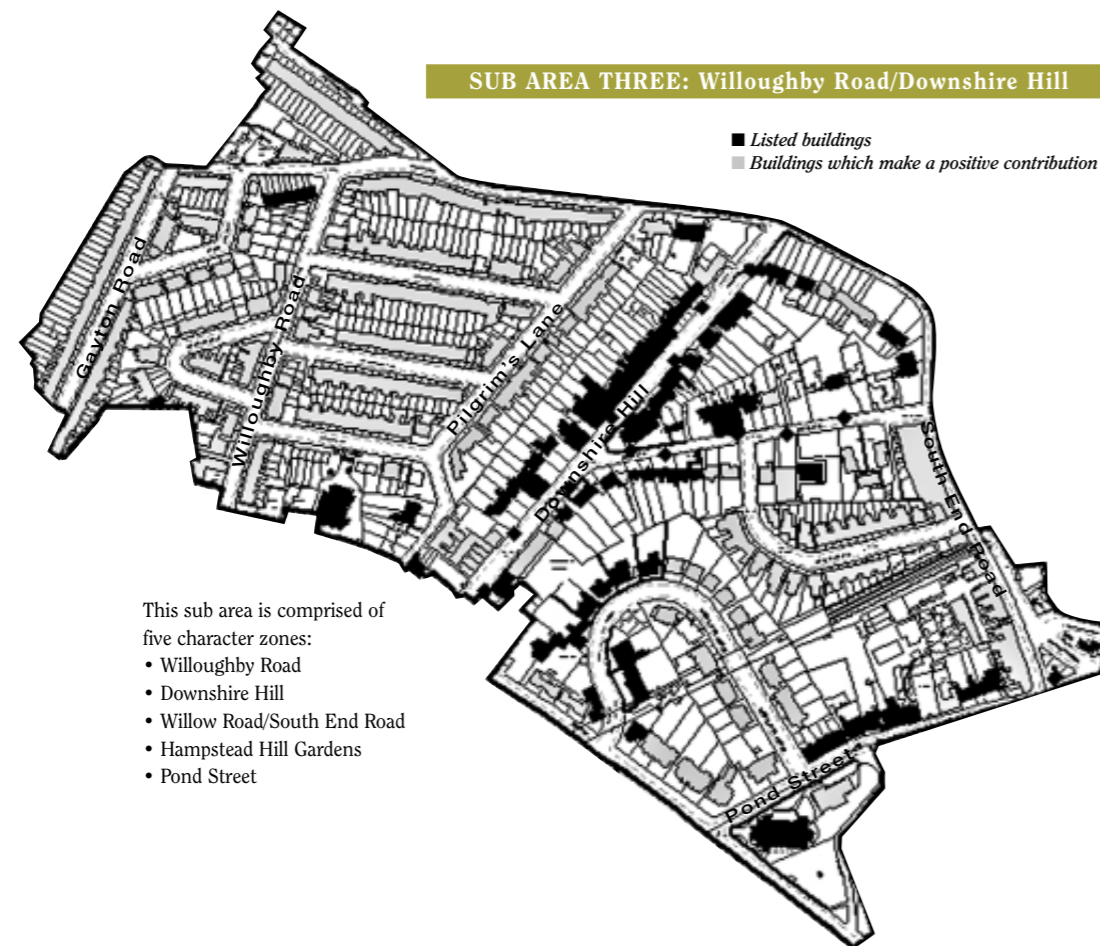 SUB AREA THREE: Willoughby Road/Downshire Hill
■ Listed buildings
■ Buildings which make a positive contribution
Gayton Road
Willoughby Road
Pilgrim's Lane
Downshire Hill
South End Road
Pond Street
This sub area is comprised of
five character zones:
• Willoughby Road
• Downshire Hill
• Willow Road/South End Road
• Hampstead Hill Gardens
• Pond Street